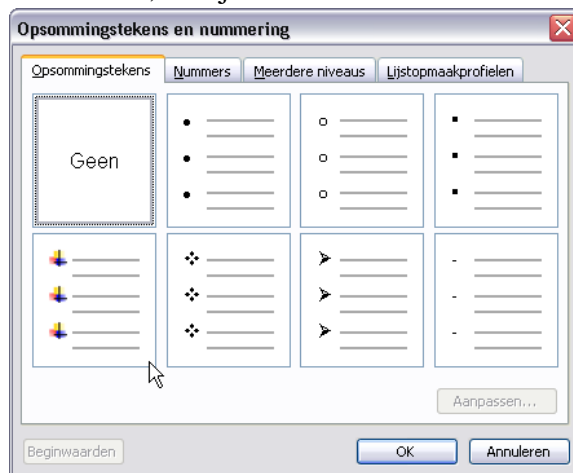 Opsommingstekens en nummering
Opsommingstekens Nummers Meerdere niveaus Lijstopmaakprofielen
Geen
Aanpassen...
Beginwaarden OK Annuleren